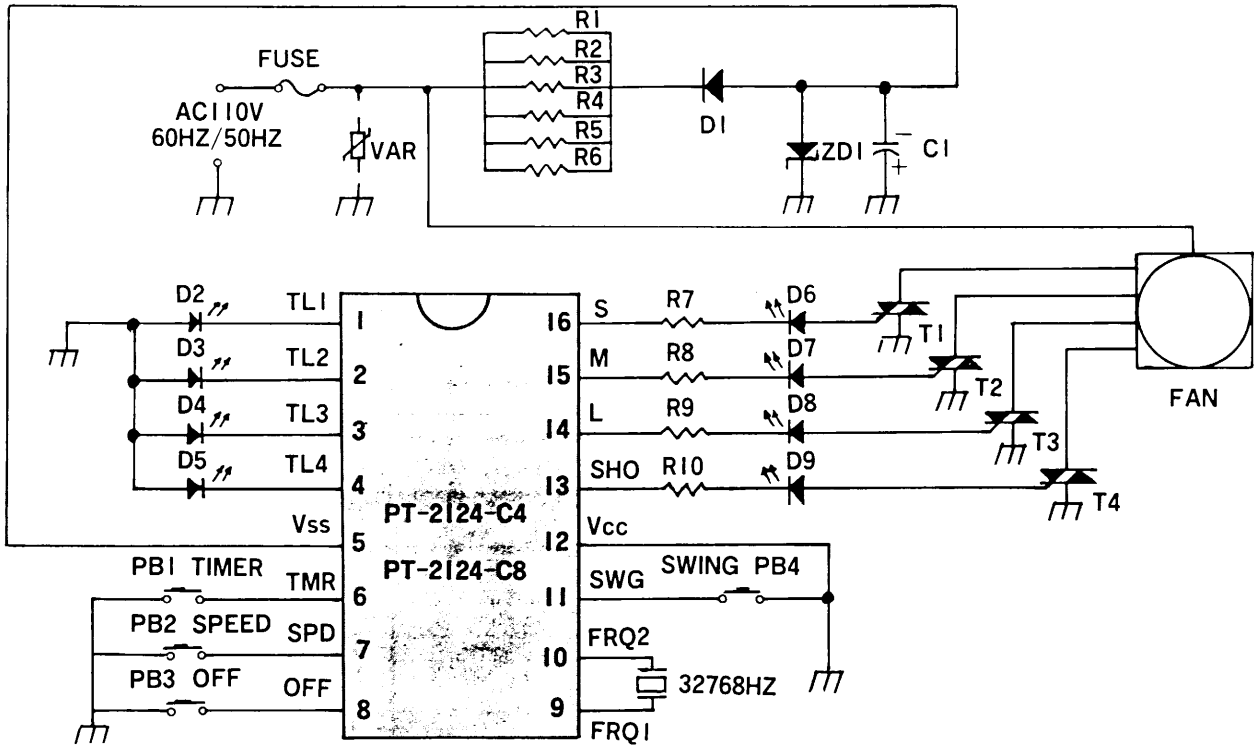 R1
R2
R3
R4
R5
R6
FUSE
AC110V
60HZ/50HZ
VAR
D1
ZD1
−
+
C1
D2
TL1
1
D3
TL2
2
D4
TL3
3
D5
TL4
4
Vss
5
PB1 TIMER
TMR
6
PB2 SPEED
SPD
7
PB3 OFF
OFF
8
PT-2124-C4
PT-2124-C8
16
S
R7
D6
T1
15
M
R8
D7
T2
14
L
R9
D8
T3
13
SHO
R10
D9
T4
FAN
12
Vcc
11
SWG
SWING PB4
10
FRQ2
32768HZ
9
FRQ1